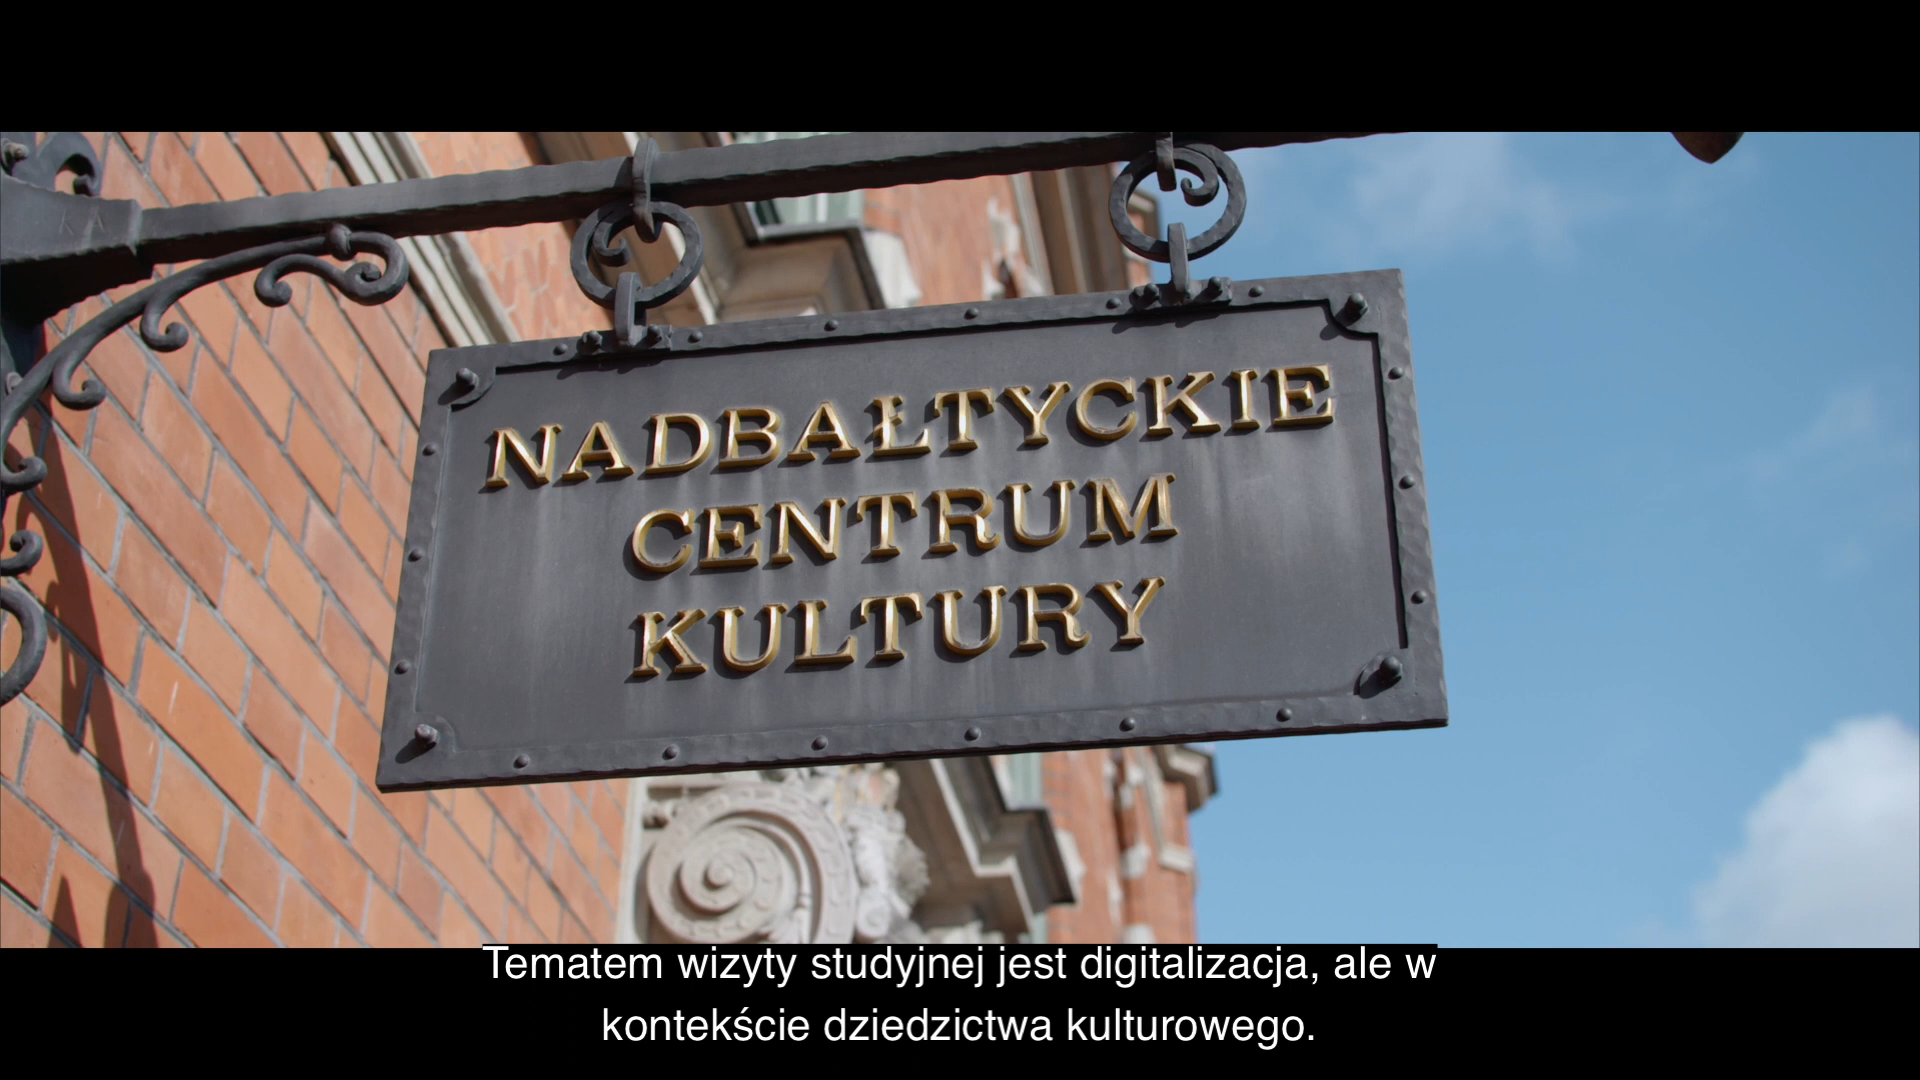 NADBAŁTYCKIE
CENTRUM
KULTURY
Tematem wizyty studyjnej jest digitalizacja, ale w
kontekście dziedzictwa kulturowego.